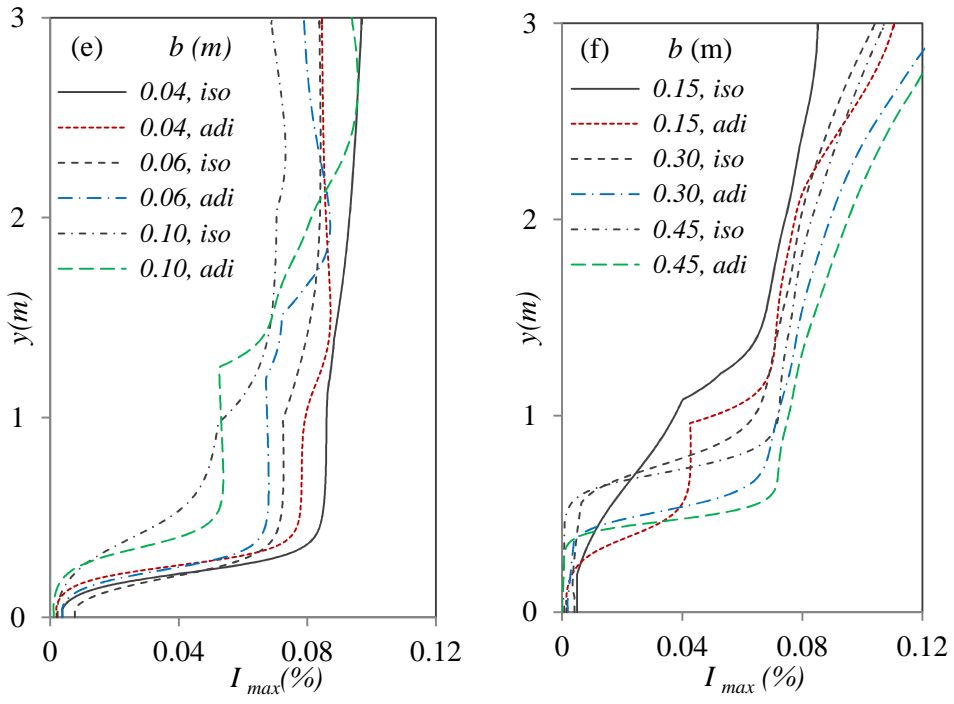 (e) b (m)
0.04, iso
0.04, adi
0.06, iso
0.06, adi
0.10, iso
0.10, adi
3
2
1
0
y(m)
0 0.04 0.08 0.12
I max(%)
(f) b (m)
0.15, iso
0.15, adi
0.30, iso
0.30, adi
0.45, iso
0.45, adi
3
2
1
0
y(m)
0 0.04 0.08 0.12
I max(%)